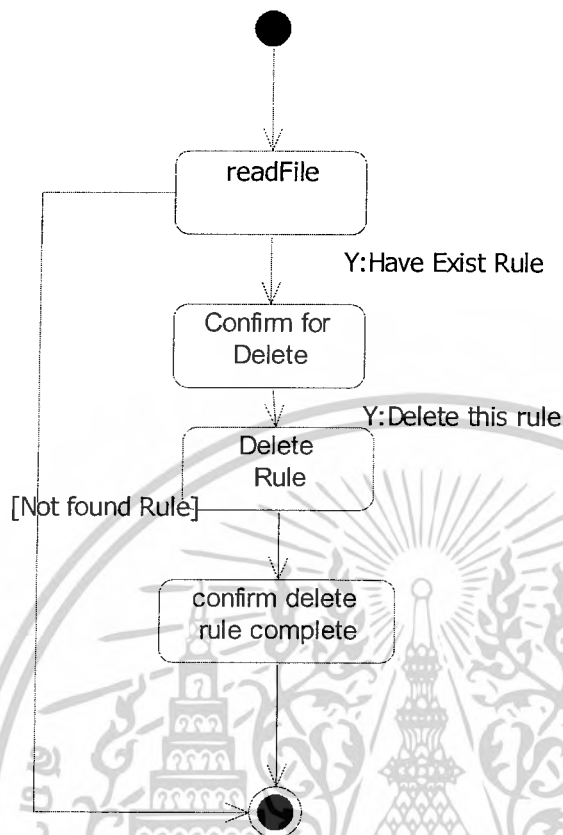 readFile
Y:Have Exist Rule
Confirm for
Delete
Y:Delete this rule
Delete
Rule
[Not found Rule]
confirm delete
rule complete